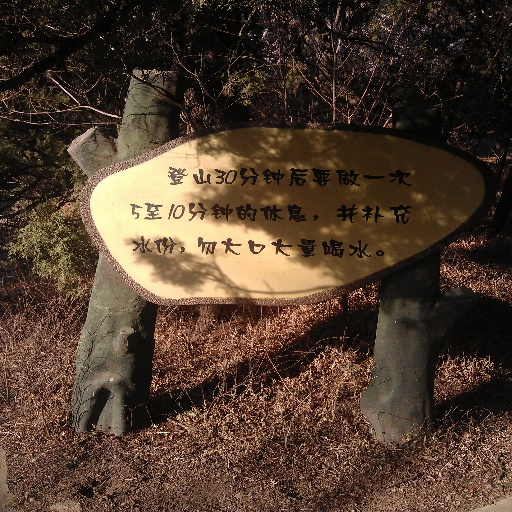 登山30分钟后要做一次
5至10分钟的休息，并补充
水份，勿大口大量喝水。